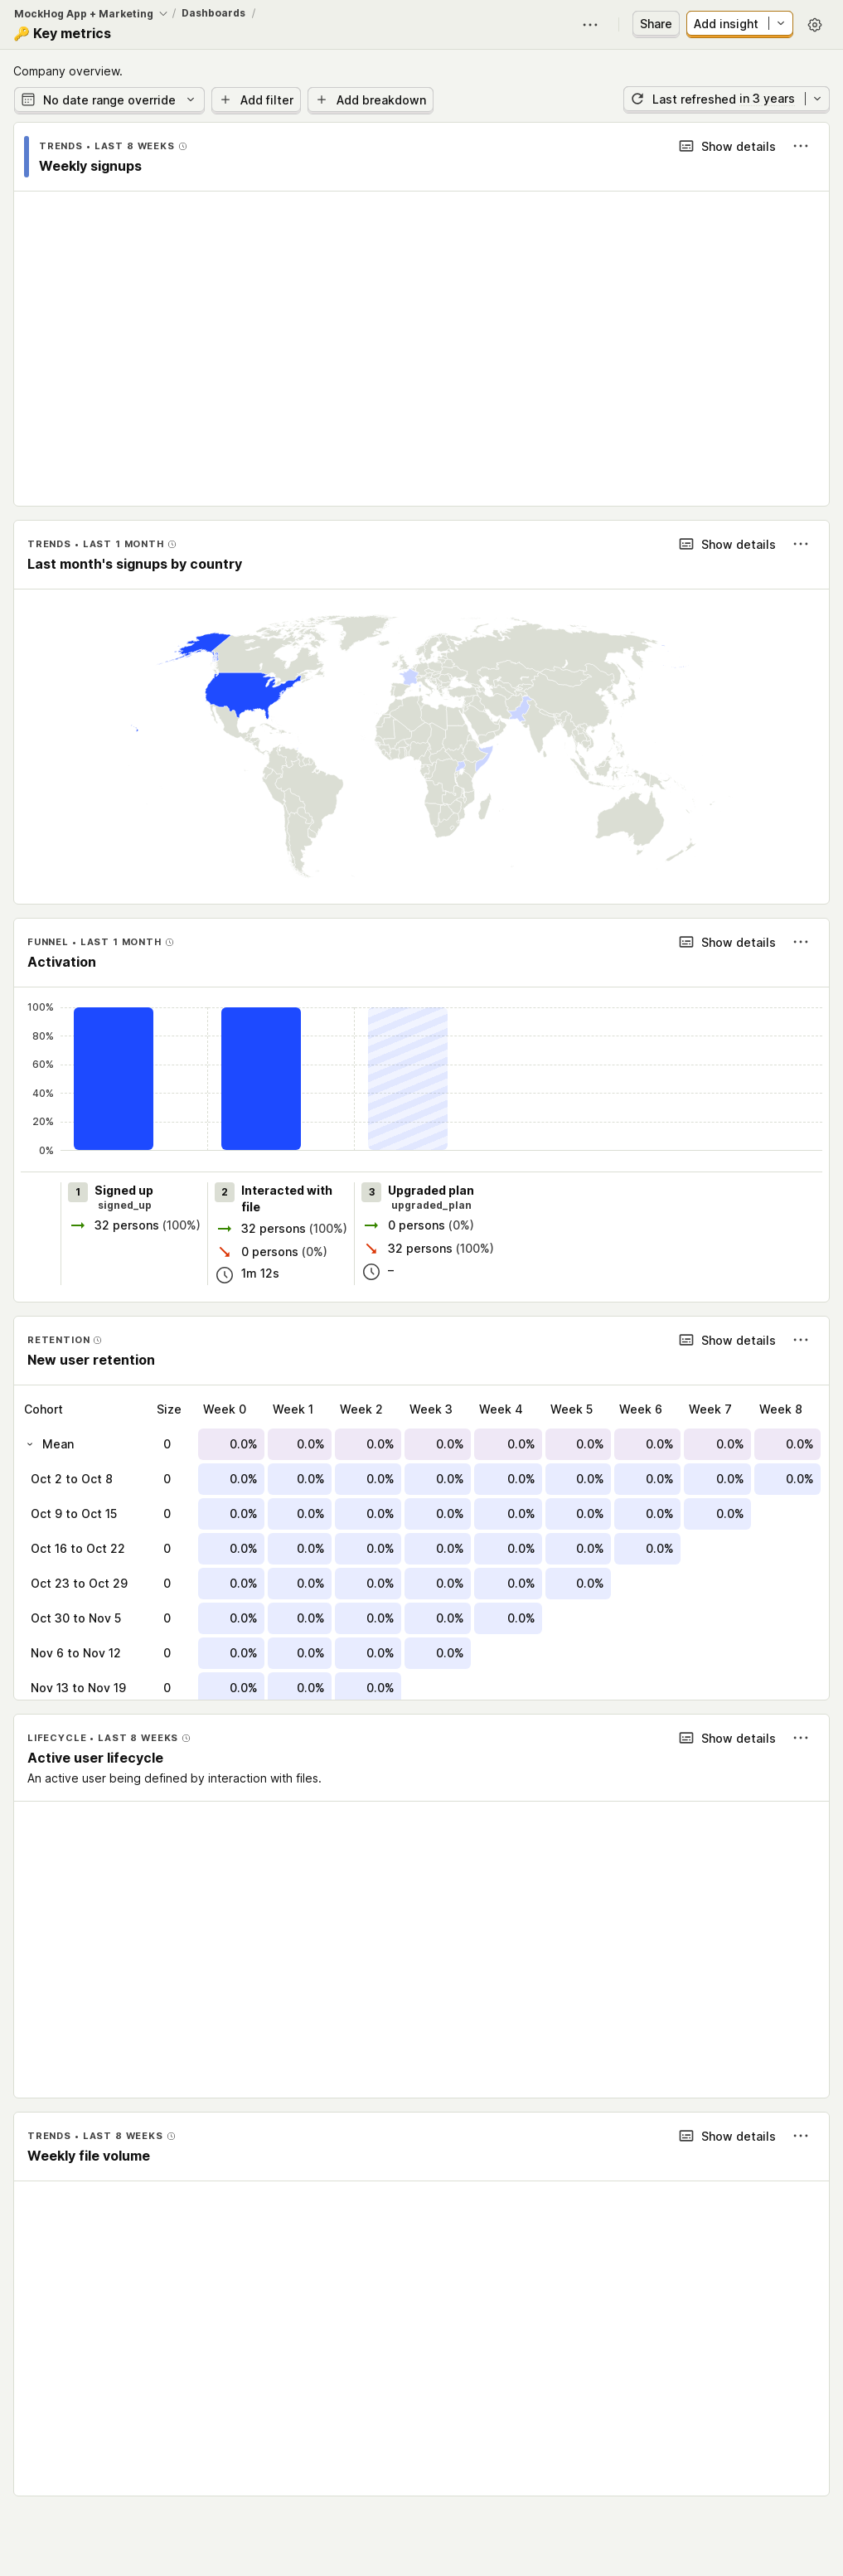 MockHog App + Marketing / Dashboards /
🔑 Key metrics
Share
Add insight
Company overview.
No date range override
Add filter
Add breakdown
Last refreshed in 3 years
TRENDS • LAST 8 WEEKS
Show details
Weekly signups
TRENDS • LAST 1 MONTH
Show details
Last month's signups by country
FUNNEL • LAST 1 MONTH
Show details
Activation
100%
80%
60%
40%
20%
0%
1 Signed up
signed_up
32 persons (100%)
2 Interacted with
file
32 persons (100%)
0 persons (0%)
1m 12s
3 Upgraded plan
upgraded_plan
0 persons (0%)
32 persons (100%)
–
RETENTION
Show details
New user retention
Cohort Size Week 0 Week 1 Week 2 Week 3 Week 4 Week 5 Week 6 Week 7 Week 8
Mean 0 0.0% 0.0% 0.0% 0.0% 0.0% 0.0% 0.0% 0.0% 0.0%
Oct 2 to Oct 8 0 0.0% 0.0% 0.0% 0.0% 0.0% 0.0% 0.0% 0.0% 0.0%
Oct 9 to Oct 15 0 0.0% 0.0% 0.0% 0.0% 0.0% 0.0% 0.0% 0.0%
Oct 16 to Oct 22 0 0.0% 0.0% 0.0% 0.0% 0.0% 0.0% 0.0%
Oct 23 to Oct 29 0 0.0% 0.0% 0.0% 0.0% 0.0% 0.0%
Oct 30 to Nov 5 0 0.0% 0.0% 0.0% 0.0% 0.0%
Nov 6 to Nov 12 0 0.0% 0.0% 0.0% 0.0%
Nov 13 to Nov 19 0 0.0% 0.0% 0.0%
LIFECYCLE • LAST 8 WEEKS
Show details
Active user lifecycle
An active user being defined by interaction with files.
TRENDS • LAST 8 WEEKS
Show details
Weekly file volume